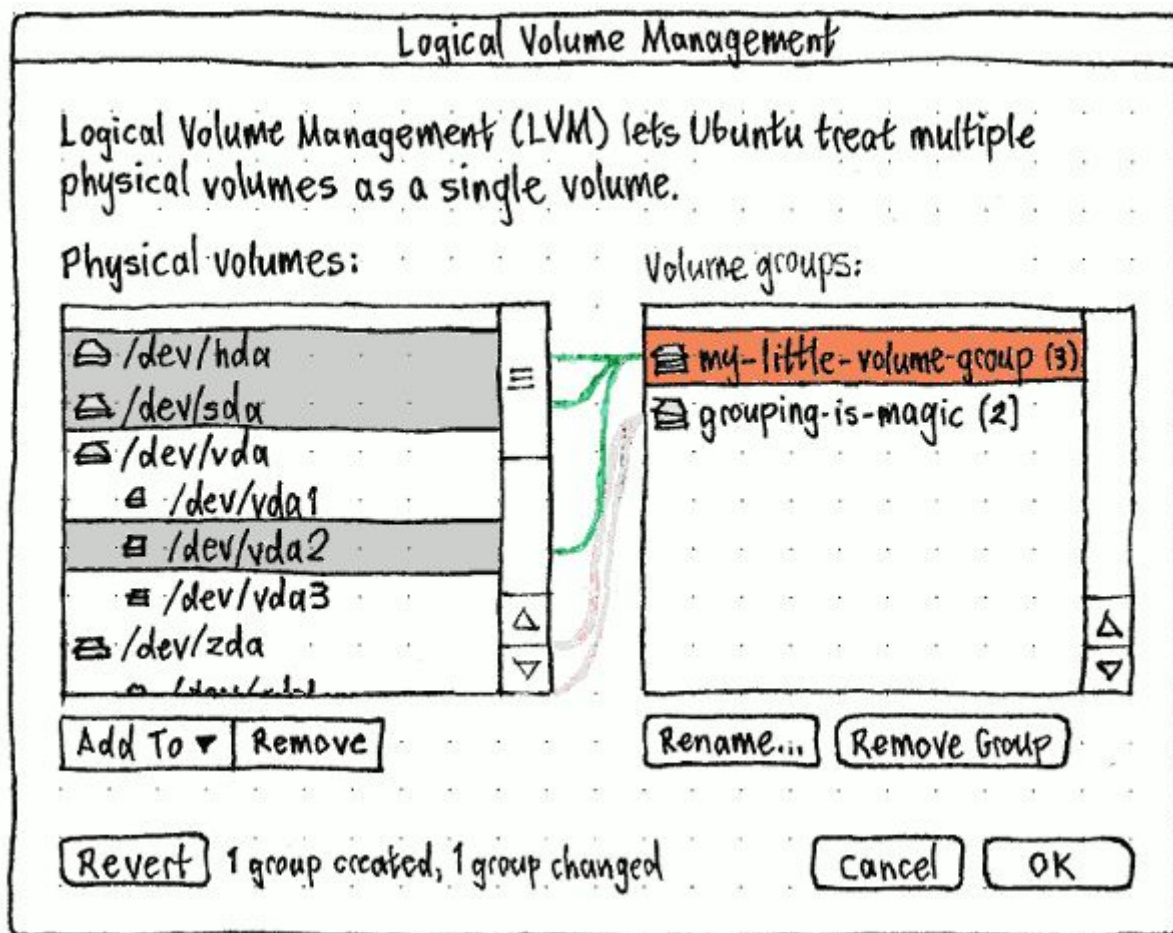 Logical Volume Management
Logical Volume Management (LVM) lets Ubuntu treat multiple
physical volumes as a single volume.
Physical volumes:
/dev/hda
/dev/sda
/dev/vda
/dev/vda1
/dev/vda2
/dev/vda3
/dev/zda
Add To ▾ Remove
Volume groups:
my-little-volume-group (3)
grouping-is-magic (2)
Rename... Remove Group
Revert 1 group created, 1 group changed
Cancel OK